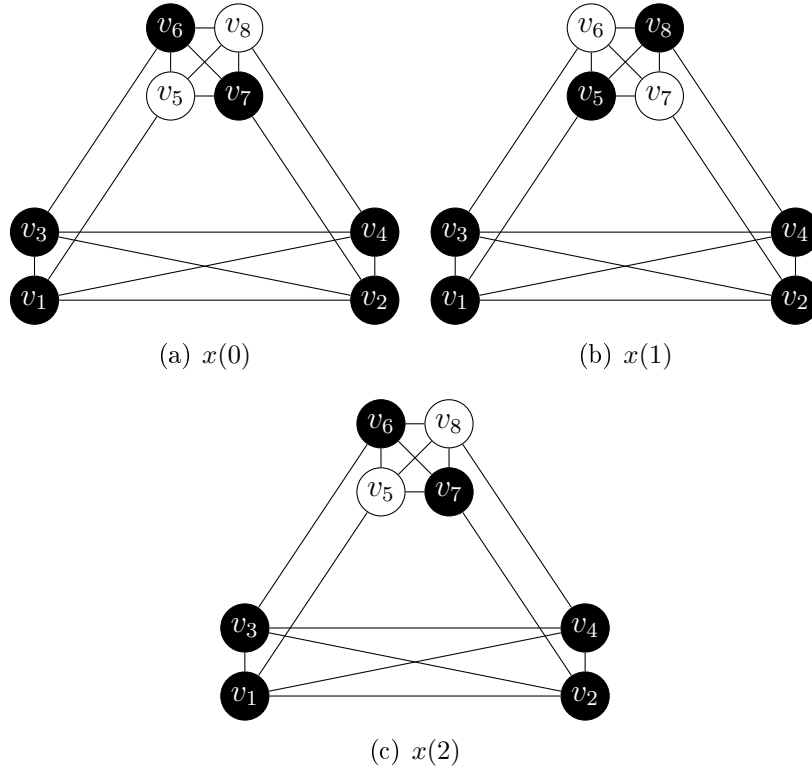 v6 v8 v6 v8
v5 v7 v5 v7
v3 v4 v3 v4
v1 v2 v1 v2
(a) x(0) (b) x(1)
v6 v8
v5 v7
v3 v4
v1 v2
(c) x(2)